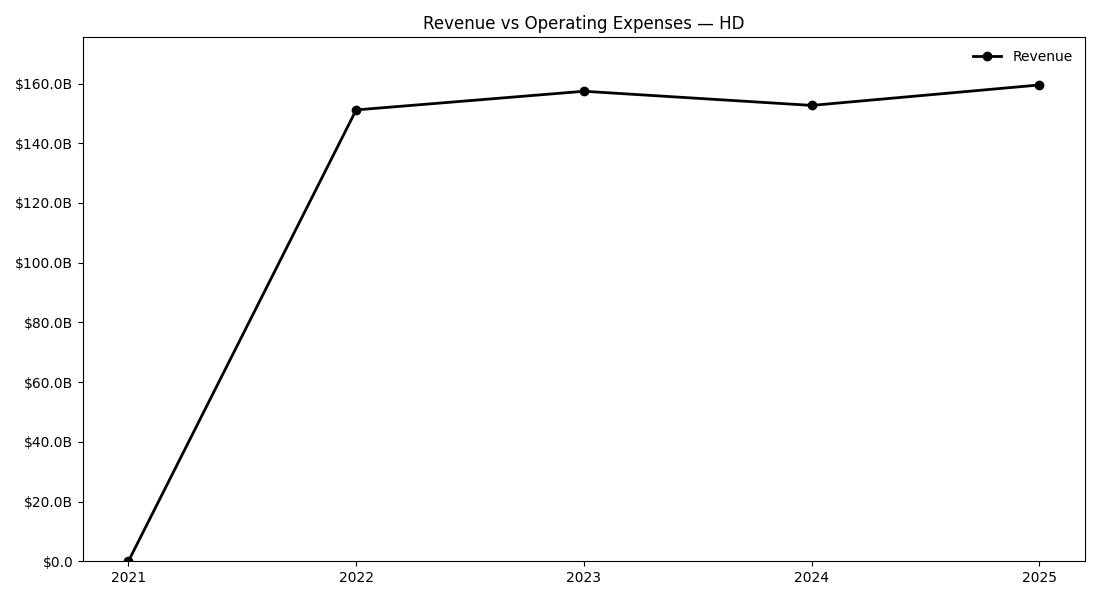 Revenue vs Operating Expenses — HD
Revenue
$160.0B
$140.0B
$120.0B
$100.0B
$80.0B
$60.0B
$40.0B
$20.0B
$0.0
2021 2022 2023 2024 2025